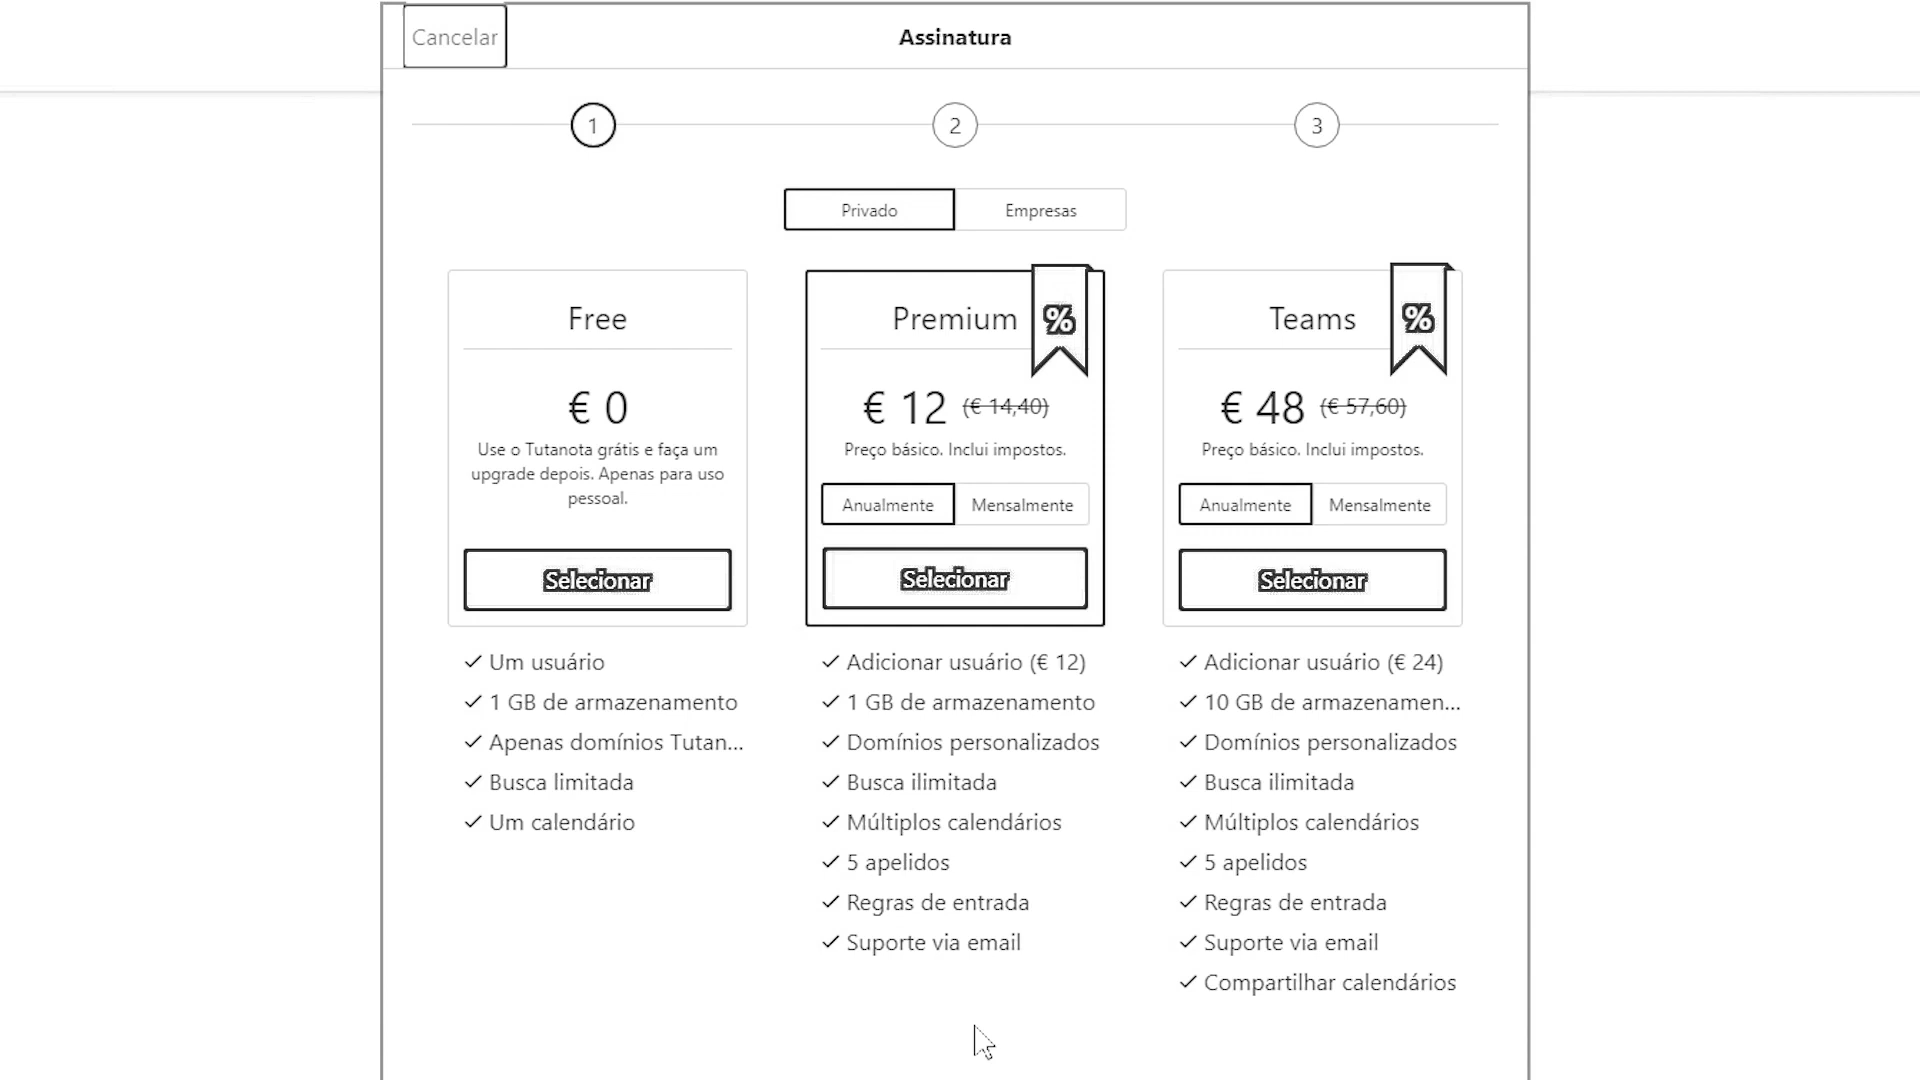 Cancelar
Assinatura
1
2
3
Privado
Empresas
Free
€ 0
Use o Tutanota grátis e faça um
upgrade depois. Apenas para uso
pessoal.
Selecionar
Um usuário
1 GB de armazenamento
Apenas domínios Tutan...
Busca limitada
Um calendário
Premium
%
€ 12 (€ 14,40)
Preço básico. Inclui impostos.
Anualmente
Mensalmente
Selecionar
Adicionar usuário (€ 12)
1 GB de armazenamento
Domínios personalizados
Busca ilimitada
Múltiplos calendários
5 apelidos
Regras de entrada
Suporte via email
Teams
%
€ 48 (€ 57,60)
Preço básico. Inclui impostos.
Anualmente
Mensalmente
Selecionar
Adicionar usuário (€ 24)
10 GB de armazenamen...
Domínios personalizados
Busca ilimitada
Múltiplos calendários
5 apelidos
Regras de entrada
Suporte via email
Compartilhar calendários